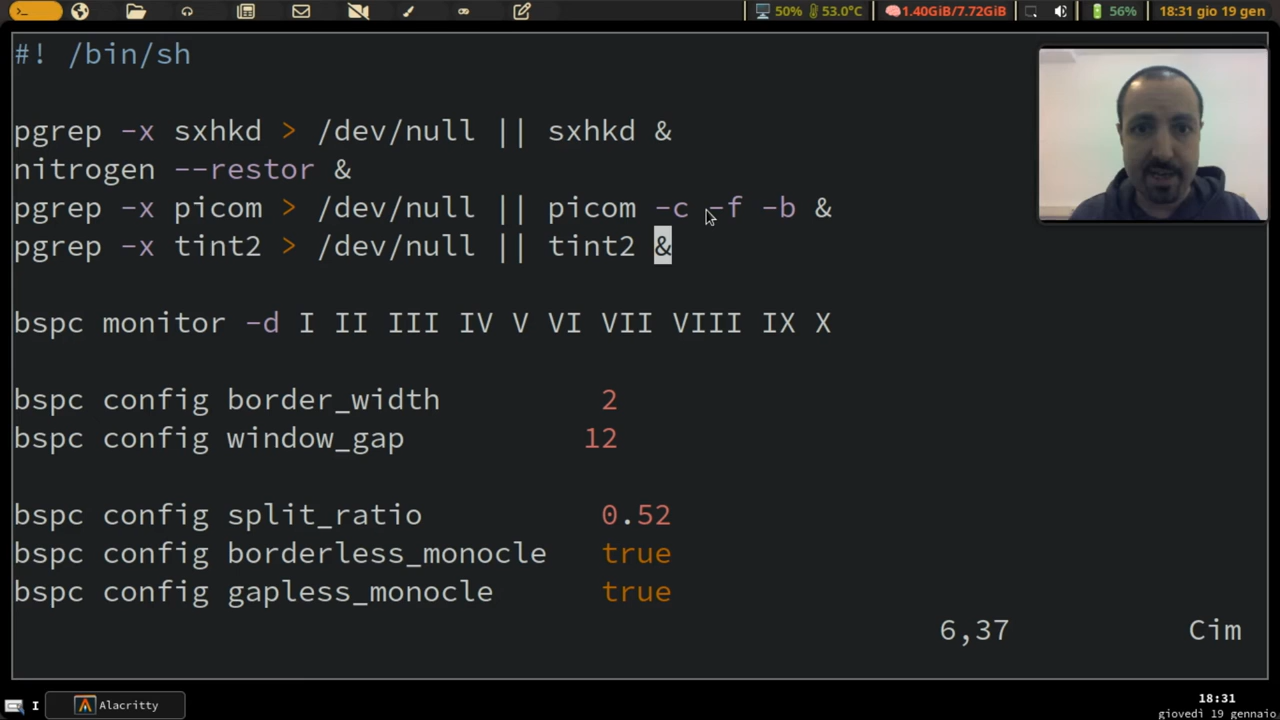 >_
50% 53.0°C 1.40GiB/7.72GiB 56% 18:31 gio 19 gen
#! /bin/sh
pgrep -x sxhkd > /dev/null || sxhkd &
nitrogen --restor &
pgrep -x picom > /dev/null || picom -c -f -b &
pgrep -x tint2 > /dev/null || tint2 &
bspc monitor -d I II III IV V VI VII VIII IX X
bspc config border_width 2
bspc config window_gap 12
bspc config split_ratio 0.52
bspc config borderless_monocle true
bspc config gapless_monocle true
6,37 Cim
I Alacritty 18:31
giovedì 19 gennaio